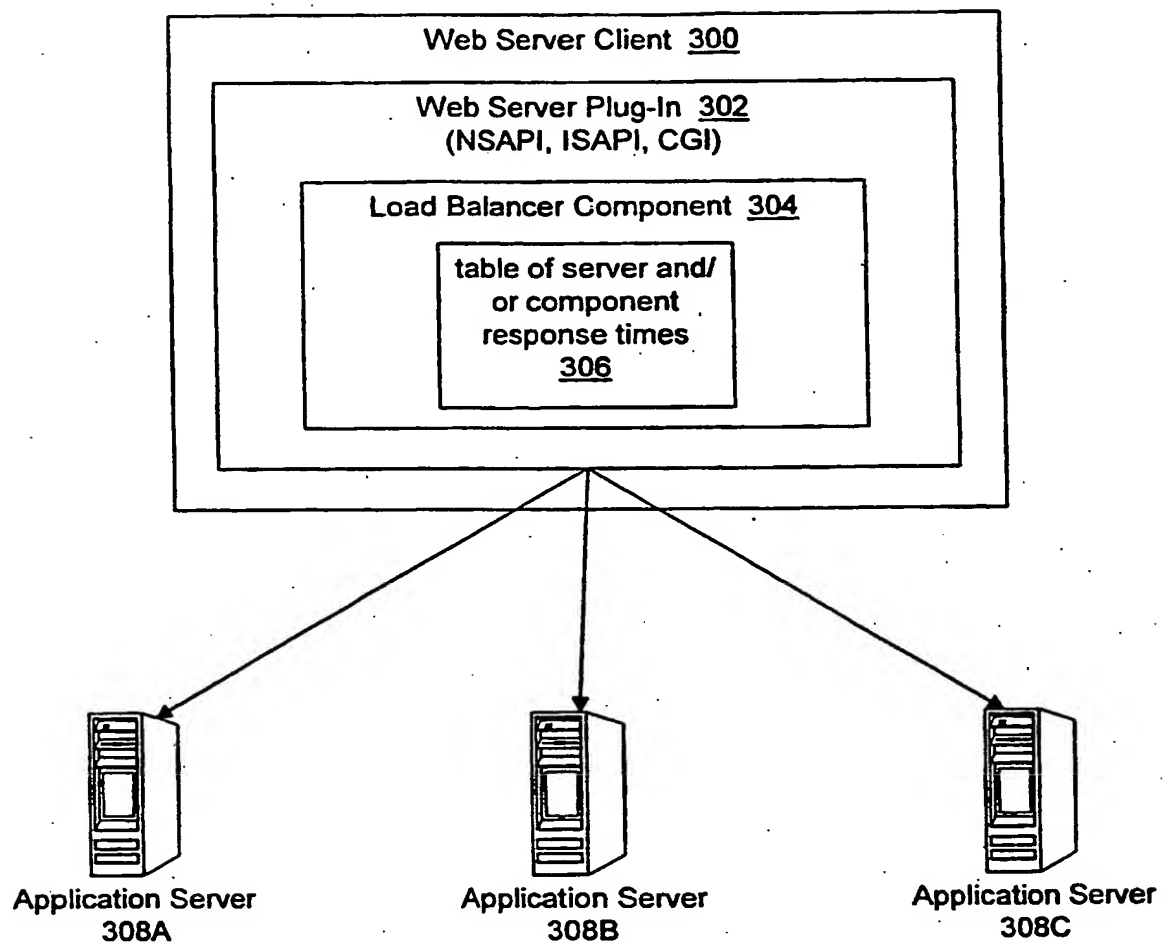 Web Server Client 300
Web Server Plug-In 302
(NSAPI, ISAPI, CGI)
Load Balancer Component 304
table of server and/
or component
response times
306
Application Server
308A
Application Server
308B
Application Server
308C